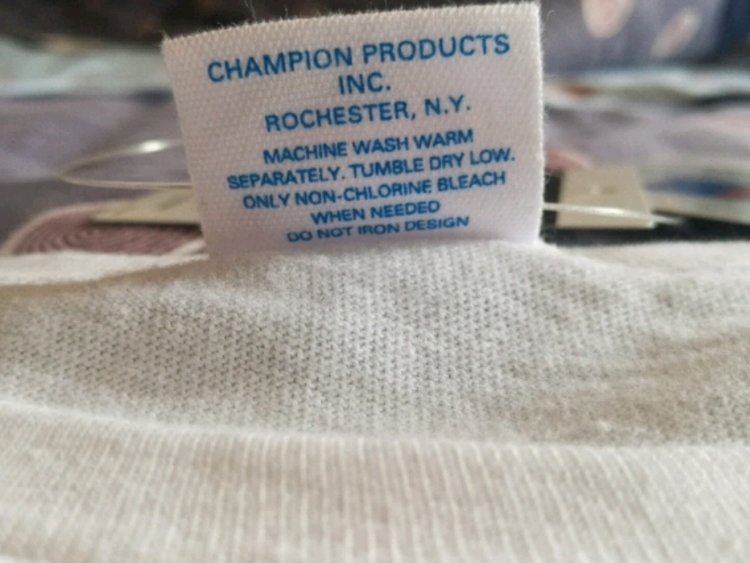 CHAMPION PRODUCTS
INC.
ROCHESTER, N.Y.
MACHINE WASH WARM
SEPARATELY. TUMBLE DRY LOW.
ONLY NON-CHLORINE BLEACH
WHEN NEEDED
DO NOT IRON DESIGN